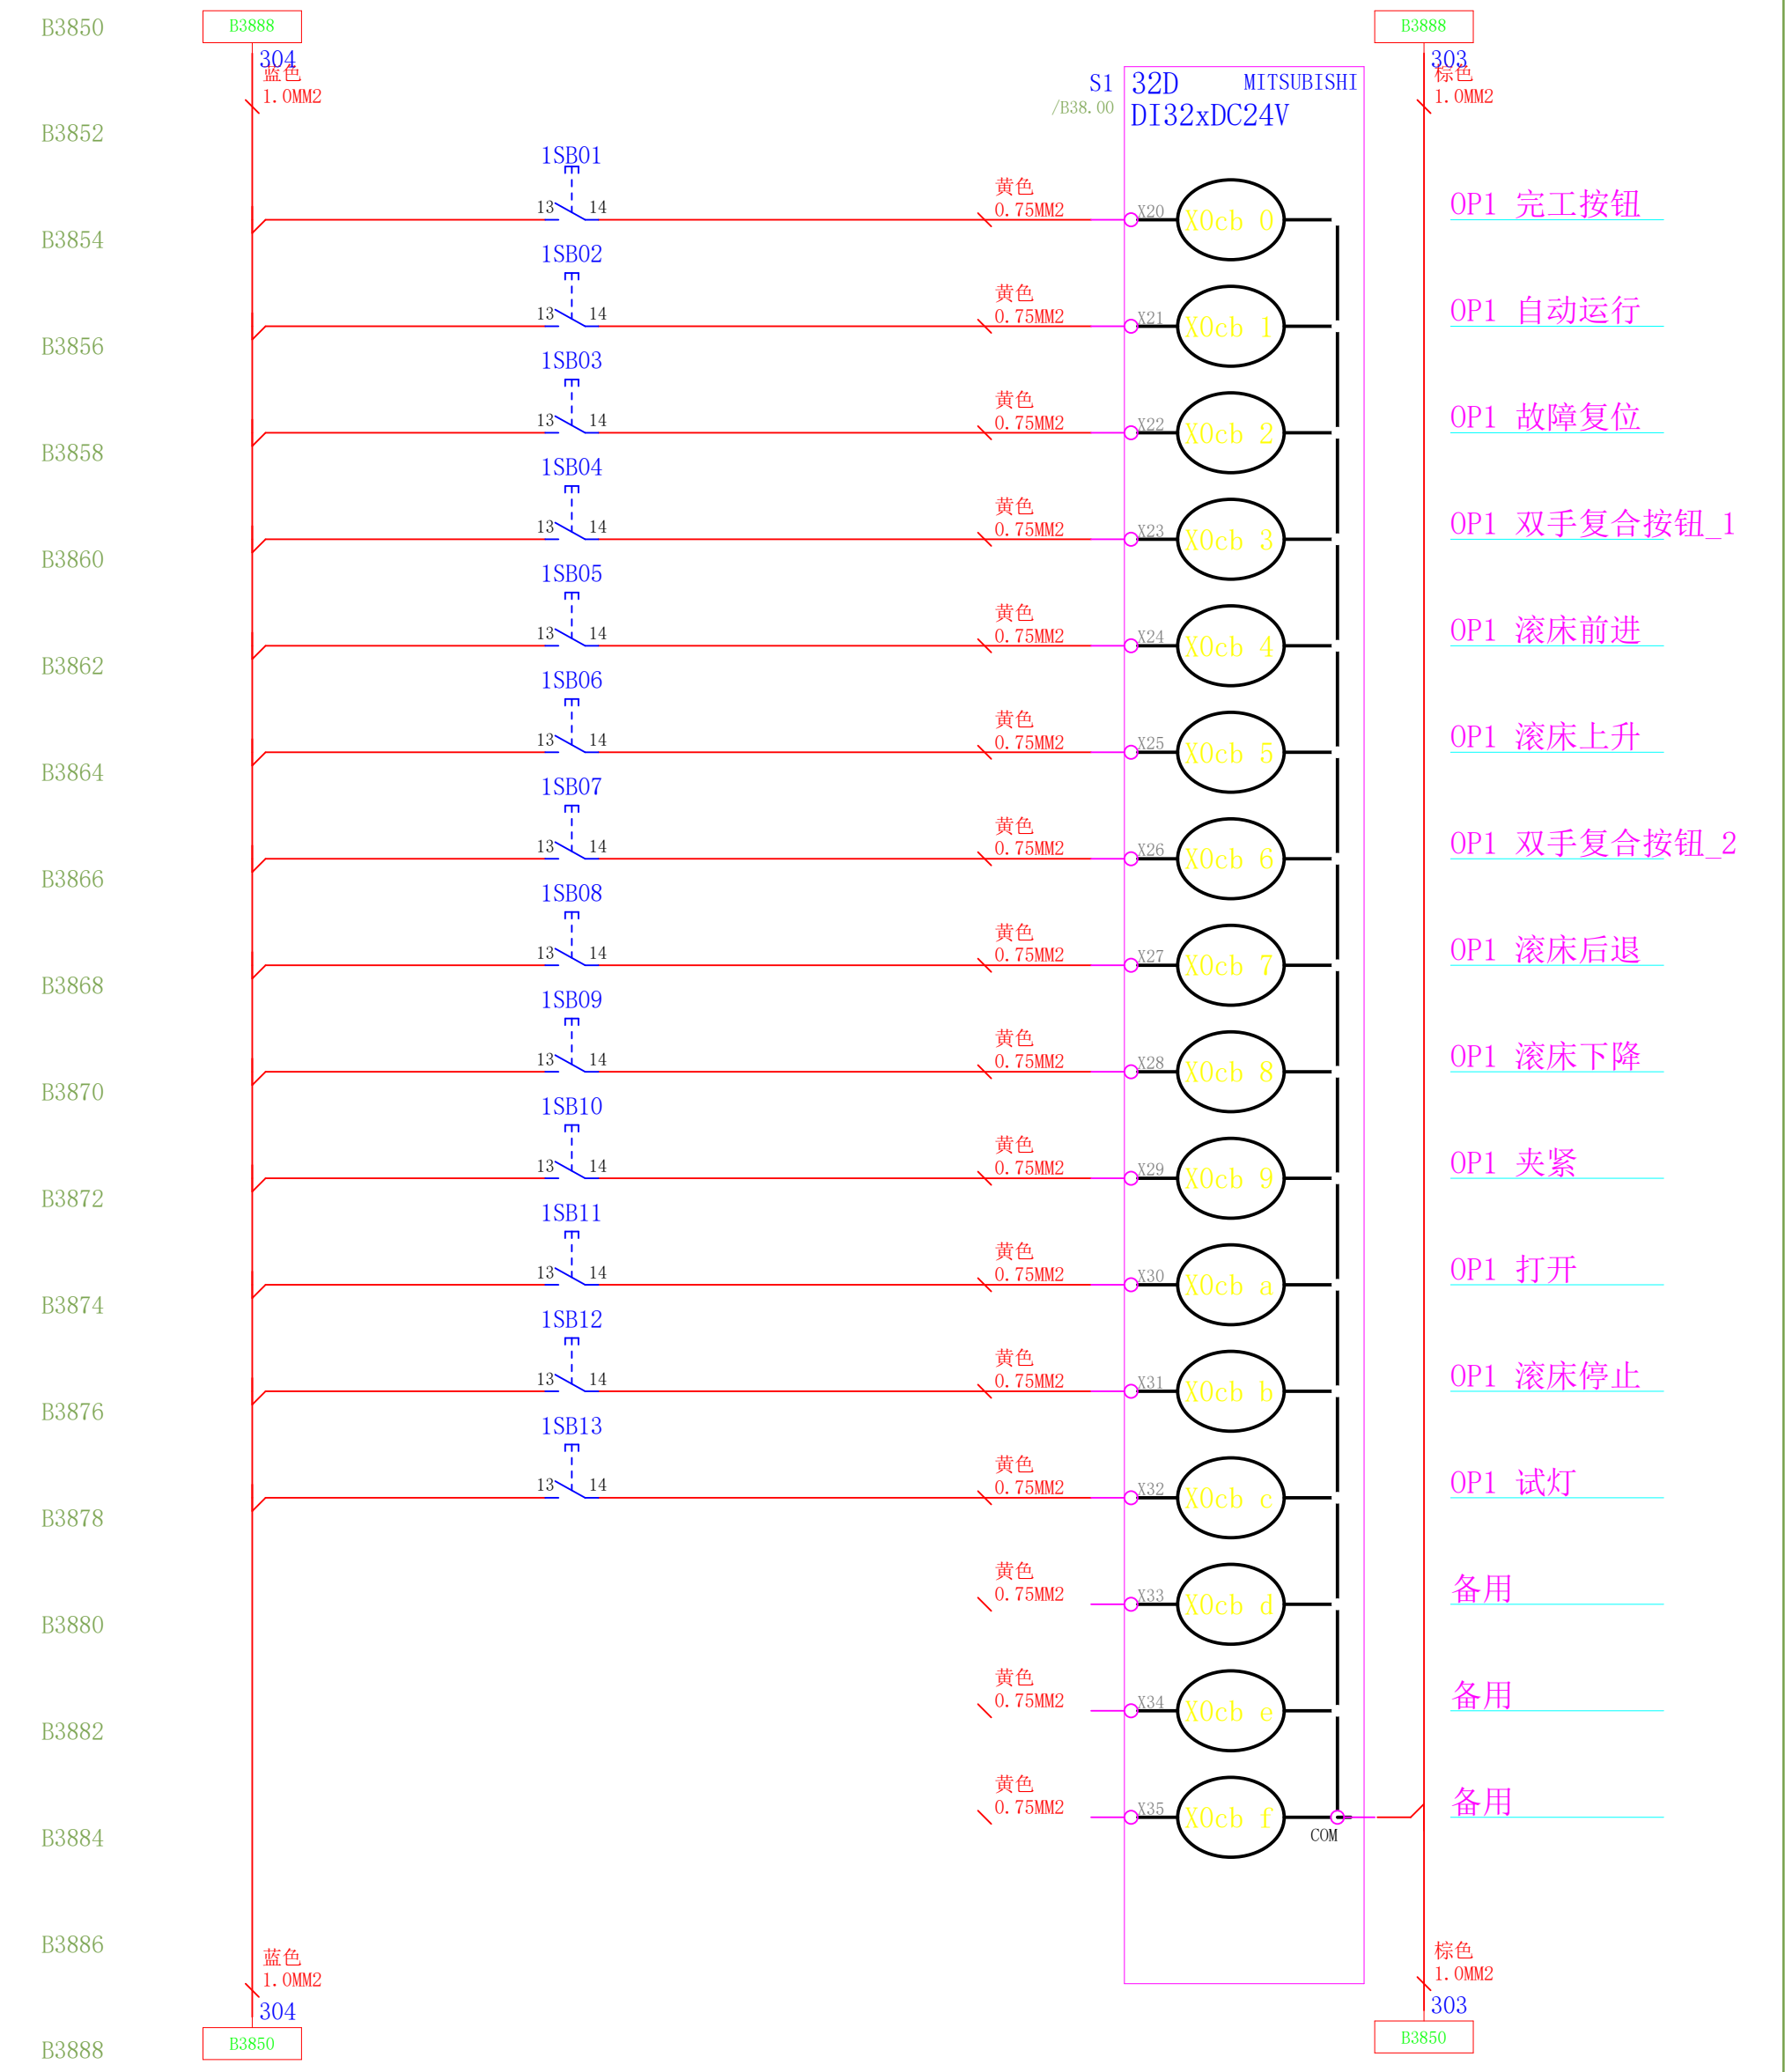 B3850
B3888
B3888
304
303
蓝色
1.0MM2
棕色
1.0MM2
S1
/B38.00
32D
MITSUBISHI
DI32xDC24V
B3852
1SB01
13
14
黄色
0.75MM2
X20
X0cb 0
OP1 完工按钮
B3854
1SB02
13
14
黄色
0.75MM2
X21
X0cb 1
OP1 自动运行
B3856
1SB03
13
14
黄色
0.75MM2
X22
X0cb 2
OP1 故障复位
B3858
1SB04
13
14
黄色
0.75MM2
X23
X0cb 3
OP1 双手复合按钮_1
B3860
1SB05
13
14
黄色
0.75MM2
X24
X0cb 4
OP1 滚床前进
B3862
1SB06
13
14
黄色
0.75MM2
X25
X0cb 5
OP1 滚床上升
B3864
1SB07
13
14
黄色
0.75MM2
X26
X0cb 6
OP1 双手复合按钮_2
B3866
1SB08
13
14
黄色
0.75MM2
X27
X0cb 7
OP1 滚床后退
B3868
1SB09
13
14
黄色
0.75MM2
X28
X0cb 8
OP1 滚床下降
B3870
1SB10
13
14
黄色
0.75MM2
X29
X0cb 9
OP1 夹紧
B3872
1SB11
13
14
黄色
0.75MM2
X30
X0cb a
OP1 打开
B3874
1SB12
13
14
黄色
0.75MM2
X31
X0cb b
OP1 滚床停止
B3876
1SB13
13
14
黄色
0.75MM2
X32
X0cb c
OP1 试灯
B3878
黄色
0.75MM2
X33
X0cb d
备用
B3880
黄色
0.75MM2
X34
X0cb e
备用
B3882
黄色
0.75MM2
X35
X0cb f
备用
COM
B3884
B3886
蓝色
1.0MM2
棕色
1.0MM2
304
303
B3850
B3850
B3888